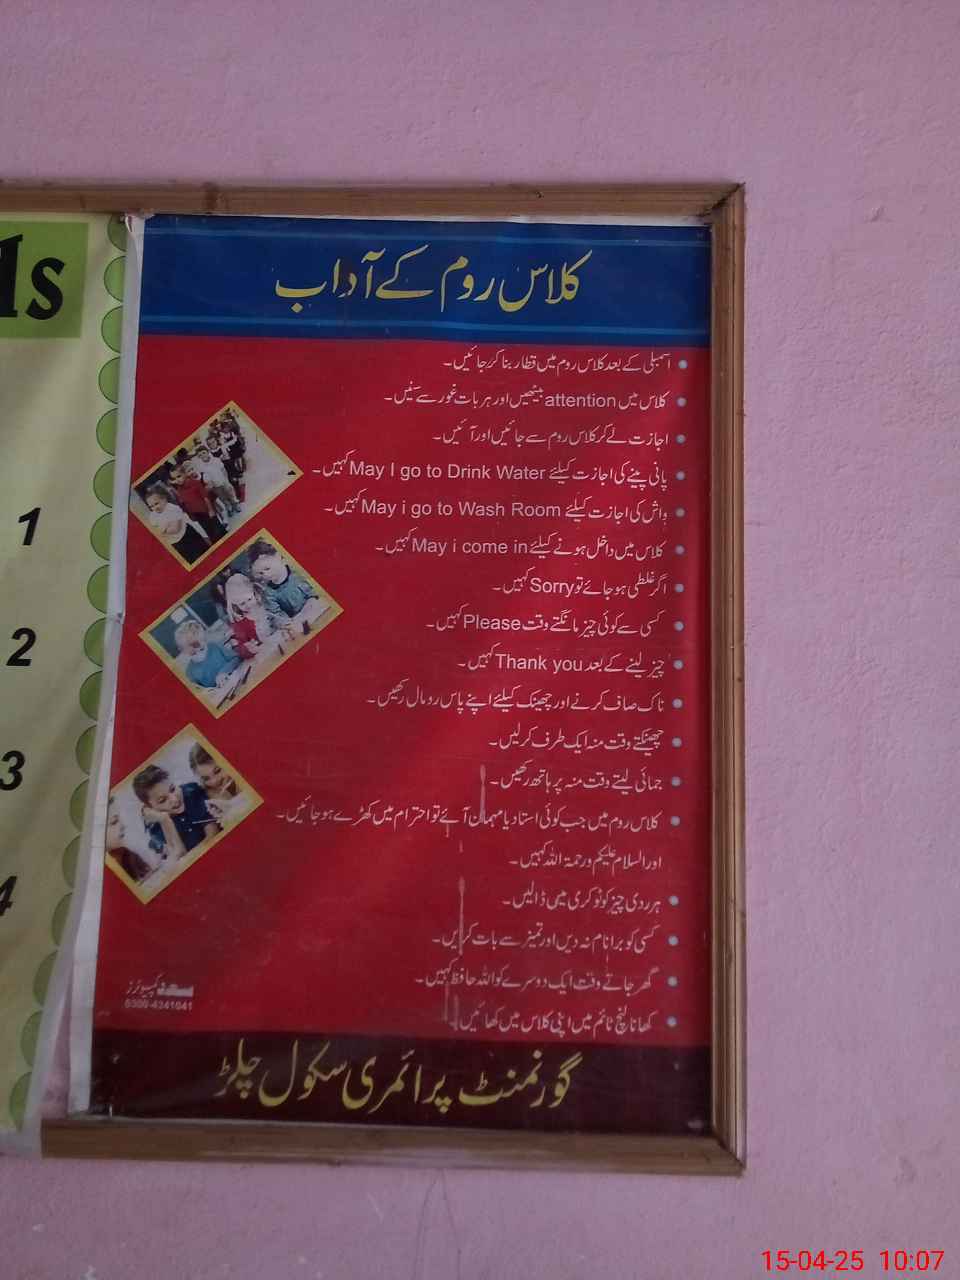 ds
1
2
3
4
کلاس روم کے آداب
اسمبلی کے بعد کلاس روم میں قطار بنا کر جائیں۔
کلاس میں attention بیٹھیں اور ہر بات غور سے سنیں۔
اجازت لے کر کلاس روم سے جائیں اور آئیں۔
پانی پینے کی اجازت کیلئے May I go to Drink Water کہیں۔
واش کی اجازت کیلئے May i go to Wash Room کہیں۔
کلاس میں داخل ہونے کیلئے May i come in کہیں۔
اگر غلطی ہو جائے تو Sorry کہیں۔
کسی سے کوئی چیز مانگتے وقت Please کہیں۔
چیز لینے کے بعد Thank you کہیں۔
ناک صاف کرنے اور چھینک کیلئے اپنے پاس رومال رکھیں۔
چھینکتے وقت منہ ایک طرف کر لیں۔
جمائی لیتے وقت منہ پر ہاتھ رکھیں۔
کلاس روم میں جب کوئی استاد یا مہمان آئے تو احترام میں کھڑے ہو جائیں۔
اور السلام علیکم ورحمۃ اللہ کہیں۔
ہر ردی چیز کو ٹوکری میں ڈالیں۔
کسی کو برا نام نہ دیں اور تمیز سے بات کریں۔
گھر جاتے وقت ایک دوسرے کو اللہ حافظ کہیں۔
کھانا لنچ ٹائم میں اپنی کلاس میں کھائیں
سعد کمپیوٹرز
0300-4341041
گورنمنٹ پرائمری سکول چلڑ
15-04-25 10:07